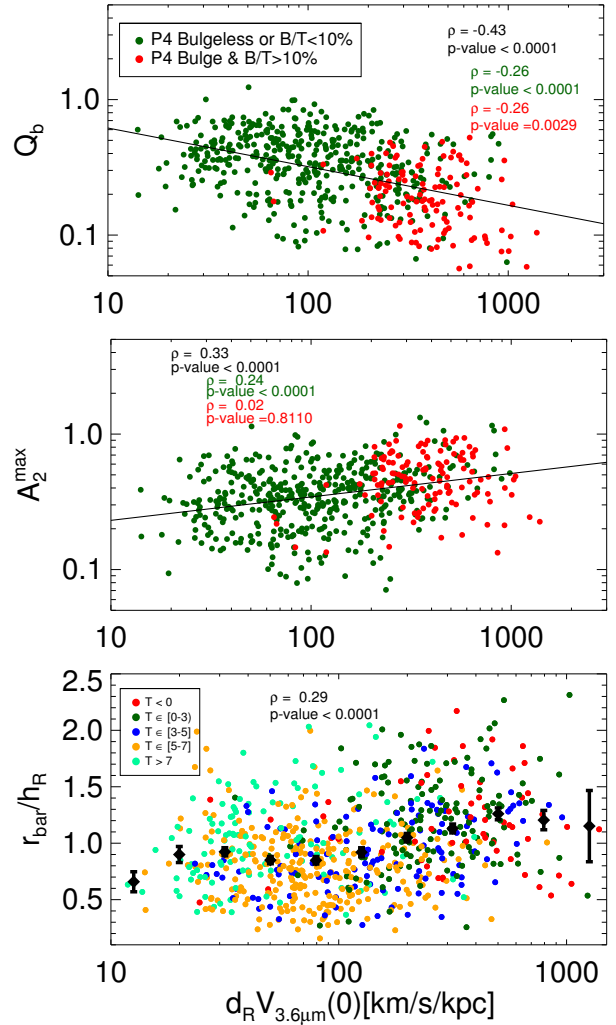 P4 Bulgeless or B/T<10%
P4 Bulge & B/T>10%
ρ = -0.43
p-value < 0.0001
ρ = -0.26
p-value < 0.0001
ρ = -0.26
p-value =0.0029
1.0
0.1
Q_b
10 100 1000
ρ = 0.33
p-value < 0.0001
ρ = 0.24
p-value < 0.0001
ρ = 0.02
p-value =0.8110
1.0
0.1
A_2^max
10 100 1000
T < 0
T ∈ [0-3)
T ∈ [3-5]
T ∈ [5-7]
T > 7
ρ = 0.29
p-value < 0.0001
2.5
2.0
1.5
1.0
0.5
r_bar/h_R
10 100 1000
d_R V_3.6μm(0)[km/s/kpc]